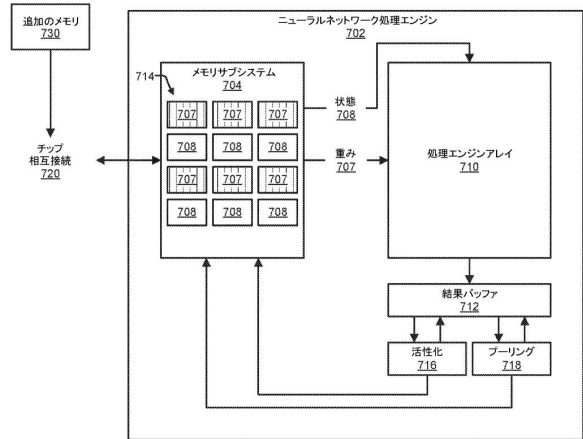 追加のメモリ
730
ニューラルネットワーク処理エンジン
702
メモリサブシステム
704
714
707 707 707
708 708 708
707 707 707
708 708 708
状態
708
重み
707
チップ
相互接続
720
処理エンジンアレイ
710
結果バッファ
712
活性化
716
プーリング
718